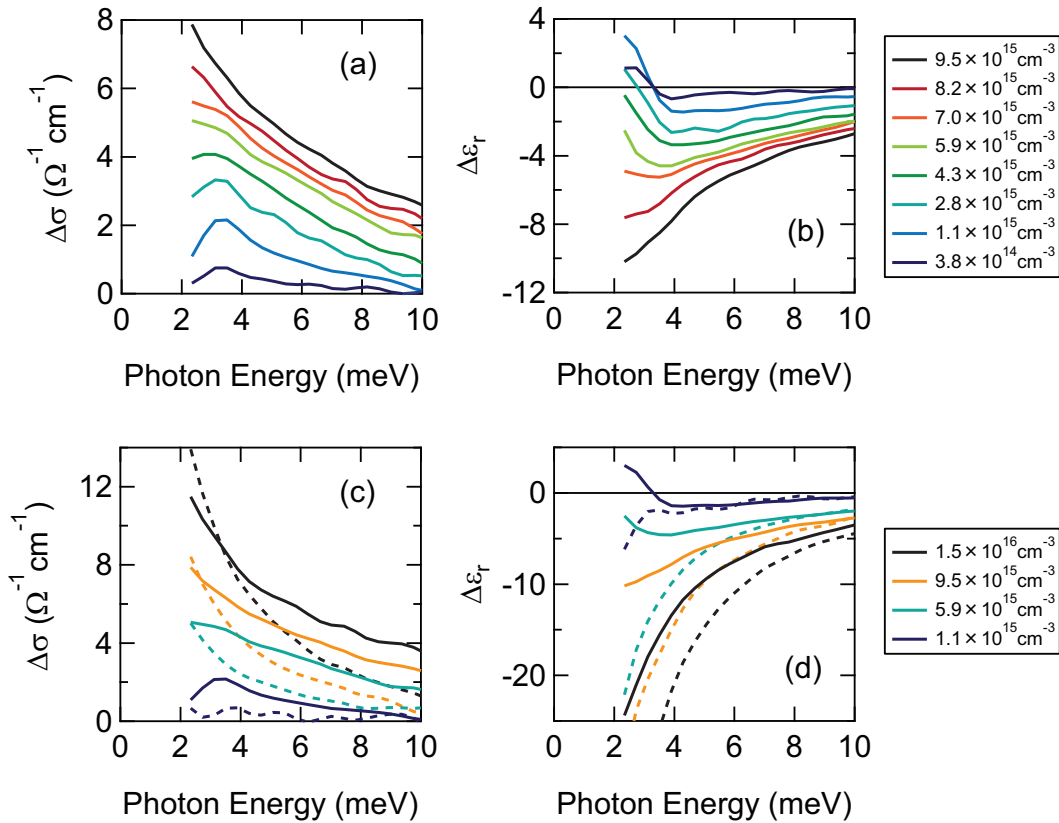 8
6
4
2
0
Δσ (Ω⁻¹ cm⁻¹)
(a)
0 2 4 6 8 10
Photon Energy (meV)
0
-4
-8
-12
Δεᵣ
(b)
0 2 4 6 8 10
Photon Energy (meV)
9.5 × 10¹⁵cm⁻³
8.2 × 10¹⁵cm⁻³
7.0 × 10¹⁵cm⁻³
5.9 × 10¹⁵cm⁻³
4.3 × 10¹⁵cm⁻³
2.8 × 10¹⁵cm⁻³
1.1 × 10¹⁵cm⁻³
3.8 × 10¹⁴cm⁻³
12
8
4
0
Δσ (Ω⁻¹ cm⁻¹)
(c)
0 2 4 6 8 10
Photon Energy (meV)
0
-10
-20
Δεᵣ
(d)
0 2 4 6 8 10
Photon Energy (meV)
1.5 × 10¹⁶cm⁻³
9.5 × 10¹⁵cm⁻³
5.9 × 10¹⁵cm⁻³
1.1 × 10¹⁵cm⁻³